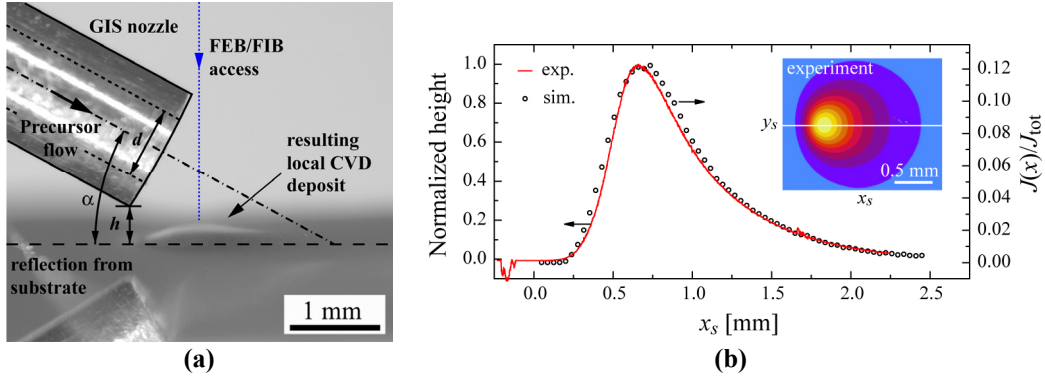 GIS nozzle
FEB/FIB
access
Precursor
flow
d
α
h
resulting
local CVD
deposit
reflection from
substrate
1 mm
(a)
Normalized height
1.0
0.8
0.6
0.4
0.2
0.0
exp.
sim.
experiment
y_s
x_s
0.5 mm
0.12
0.10
0.08
0.06
0.04
0.02
0.00
J(x)/J_tot
0.0 0.5 1.0 1.5 2.0 2.5
x_s [mm]
(b)